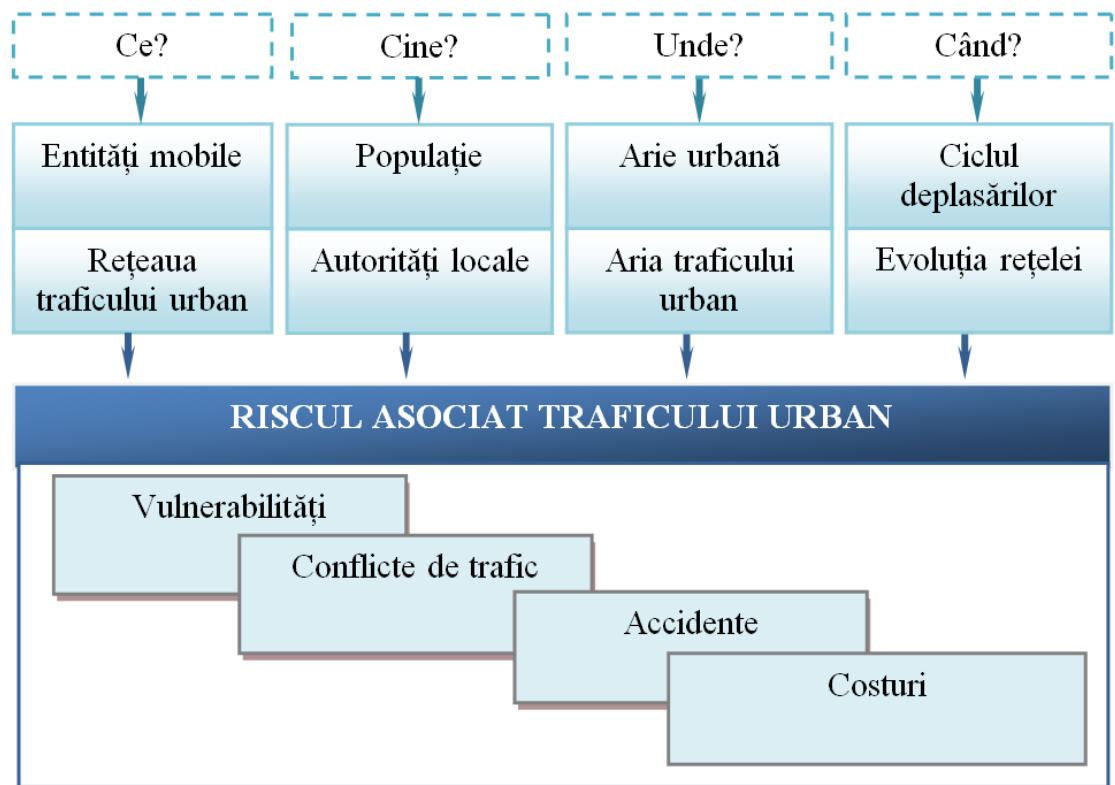 Ce?
Cine?
Unde?
Când?
Entități mobile
Populație
Arie urbană
Ciclul
deplasărilor
Rețeaua
traficului urban
Autorități locale
Aria traficului
urban
Evoluția rețelei
RISCUL ASOCIAT TRAFICULUI URBAN
Vulnerabilități
Conflicte de trafic
Accidente
Costuri